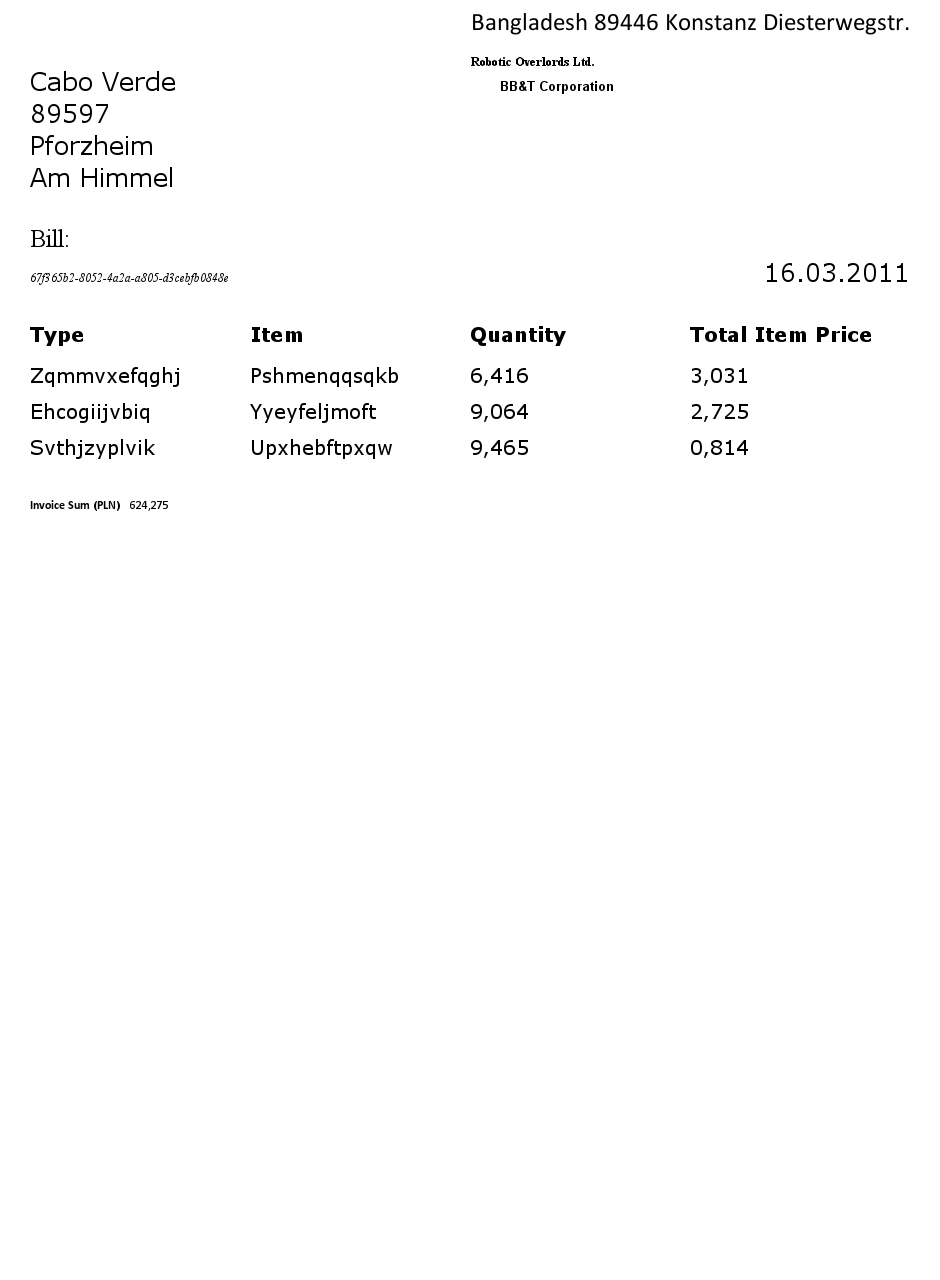 Bangladesh 89446 Konstanz Diesterwegstr.
Robotic Overlords Ltd.
BB&T Corporation
Cabo Verde
89597
Pforzheim
Am Himmel
Bill:
67f365b2-8052-4a2a-a805-d3cebfb0848e
16.03.2011
Type Item Quantity Total Item Price
Zqmmvxefqghj Pshmenqqsqkb 6,416 3,031
Ehcogiijvbiq Yyeyfeljmoft 9,064 2,725
Svthjzyplvik Upxhebftpxqw 9,465 0,814
Invoice Sum (PLN) 624,275